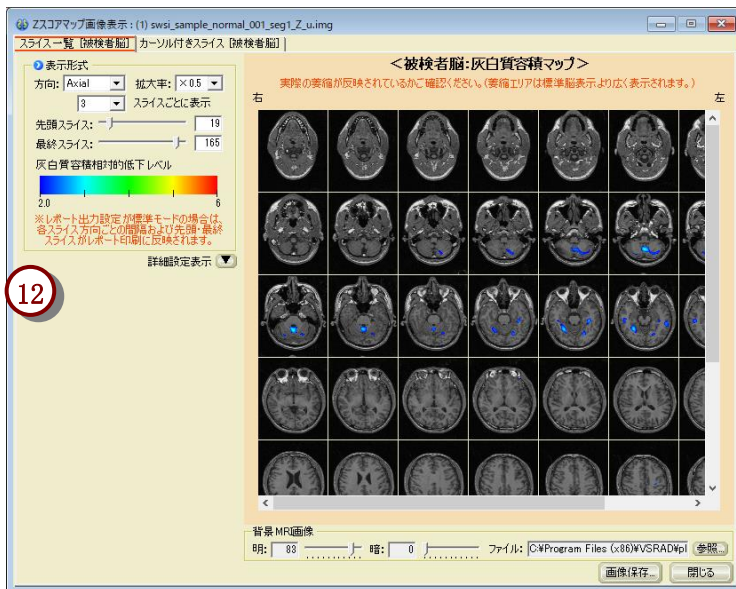 Zスコアマップ画像表示 : (1) swsi_sample_normal_001_seg1_Z_u.img
スライス一覧 [被検者脳] カーソル付きスライス [被検者脳]
表示形式
方向: Axial 拡大率: ×0.5
3 スライスごとに表示
先頭スライス: 19
最終スライス: 165
灰白質容積相対的低下レベル
2.0 6
※レポート出力設定が標準モードの場合は、
各スライス方向ごとの間隔および先頭・最終
スライスがレポート印刷に反映されます。
詳細設定表示
12
<被検者脳:灰白質容積マップ>
実際の萎縮が反映されているかご確認ください。(萎縮エリアは標準脳表示より広く表示されます。)
右 左
背景MRI画像
明: 83 暗: 0 ファイル: C:¥Program Files (x86)¥VSRAD¥pl 参照...
画像保存... 閉じる